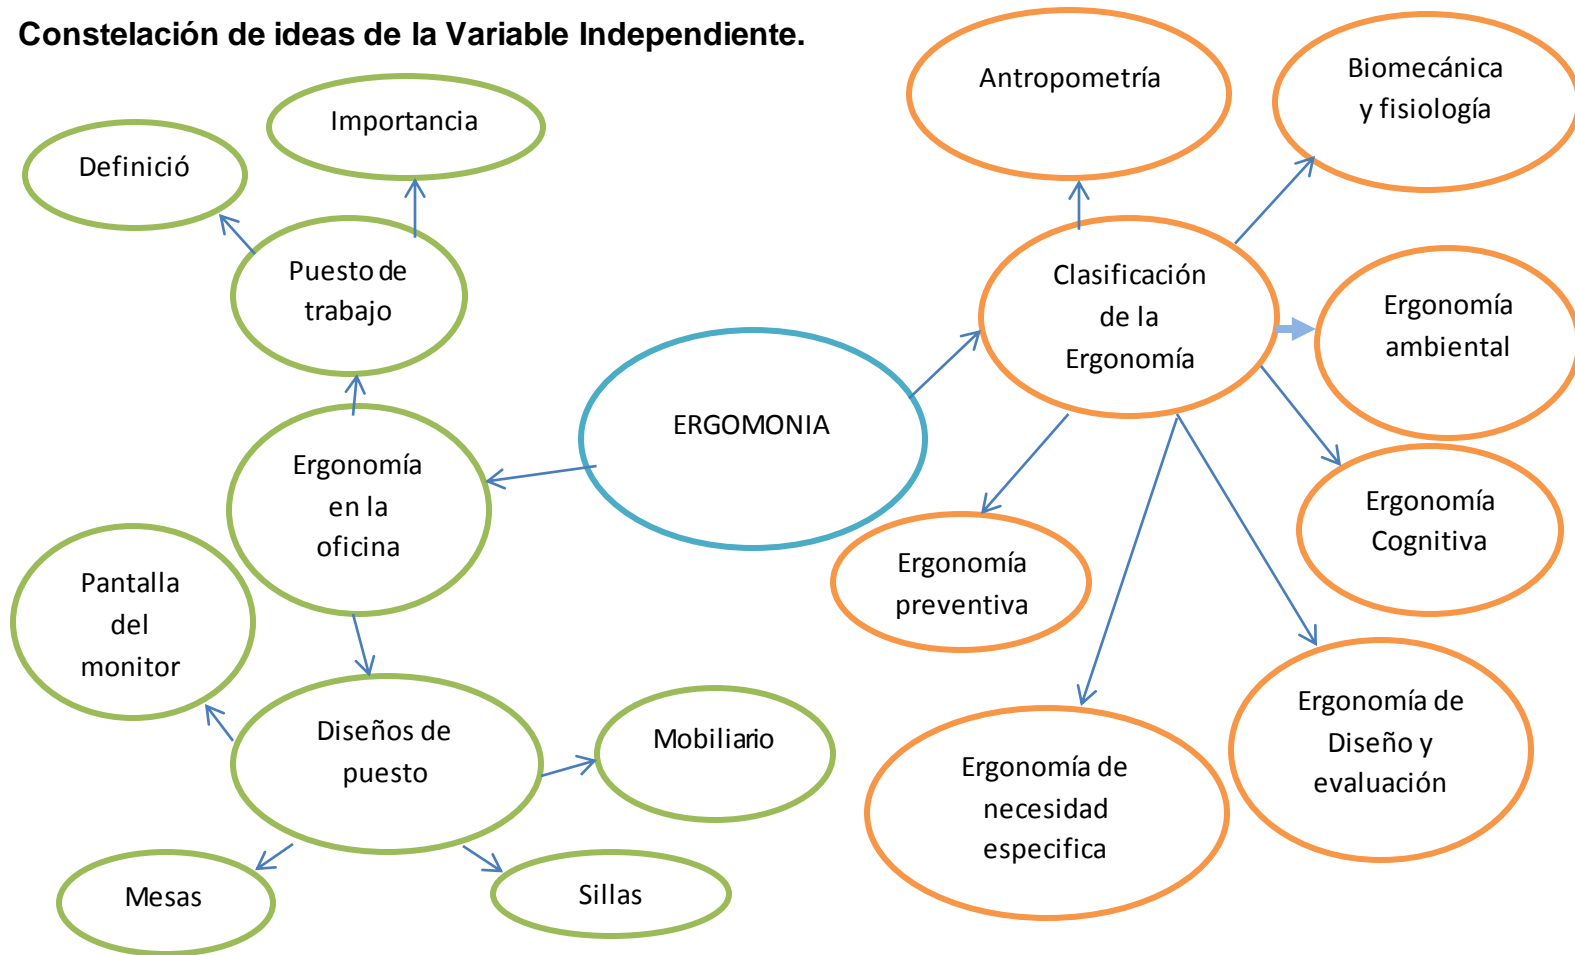 Constelación de ideas de la Variable Independiente.
Importancia
Definició
Puesto de
trabajo
Ergonomía
en la
oficina
Pantalla
del
monitor
Diseños de
puesto
Mobiliario
Mesas
Sillas
ERGOMONIA
Antropometría
Biomecánica
y fisiología
Clasificación
de la
Ergonomía
Ergonomía
ambiental
Ergonomía
Cognitiva
Ergonomía
preventiva
Ergonomía de
Diseño y
evaluación
Ergonomía de
necesidad
especifica